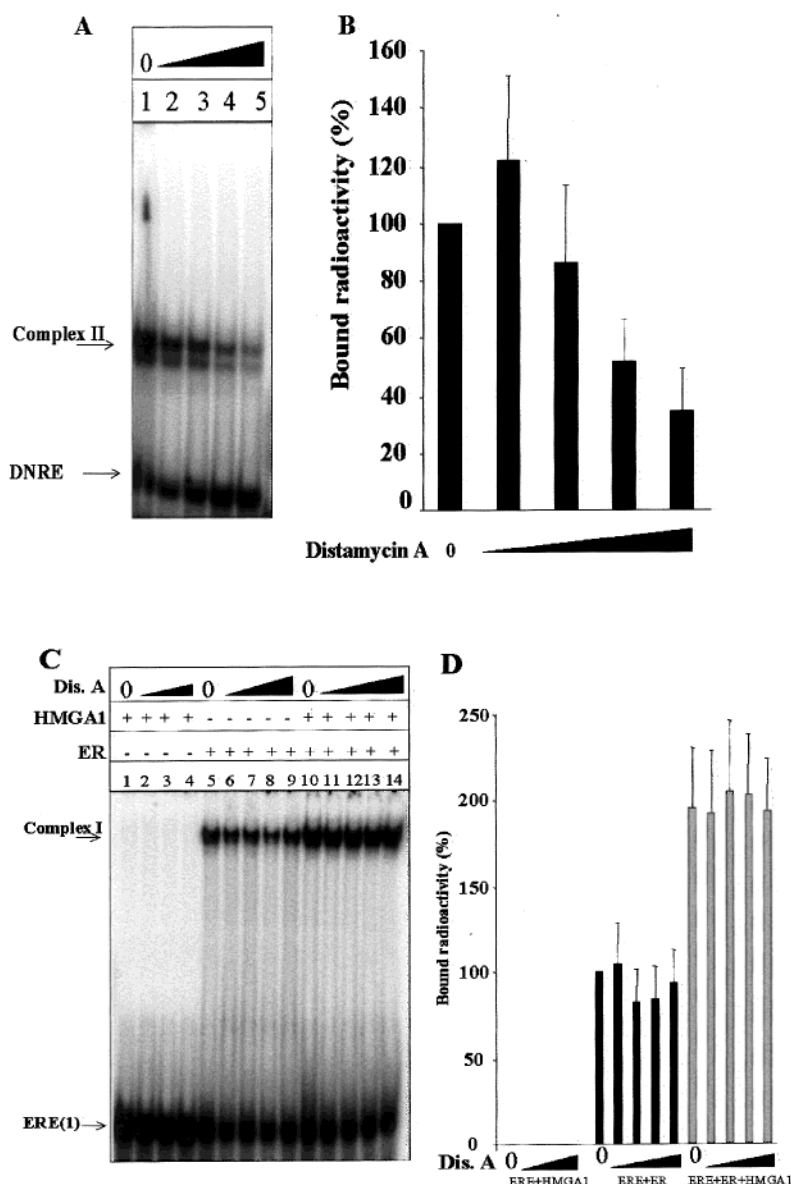 A
0
1 2 3 4 5
Complex II
DNRE
B
Bound radioactivity (%)
160
140
120
100
80
60
40
20
0
Distamycin A 0
C
Dis. A 0 0 0
HMGA1 + + + + - - - - - + + + + +
ER - - - - + + + + + + + + + +
1 2 3 4 5 6 7 8 9 10 11 12 13 14
Complex I
ERE(1)
D
Bound radioactivity (%)
250
200
150
100
50
0
Dis. A 0 0 0
ERE+HMGA1 ERE+ER ERE+ER+HMGA1